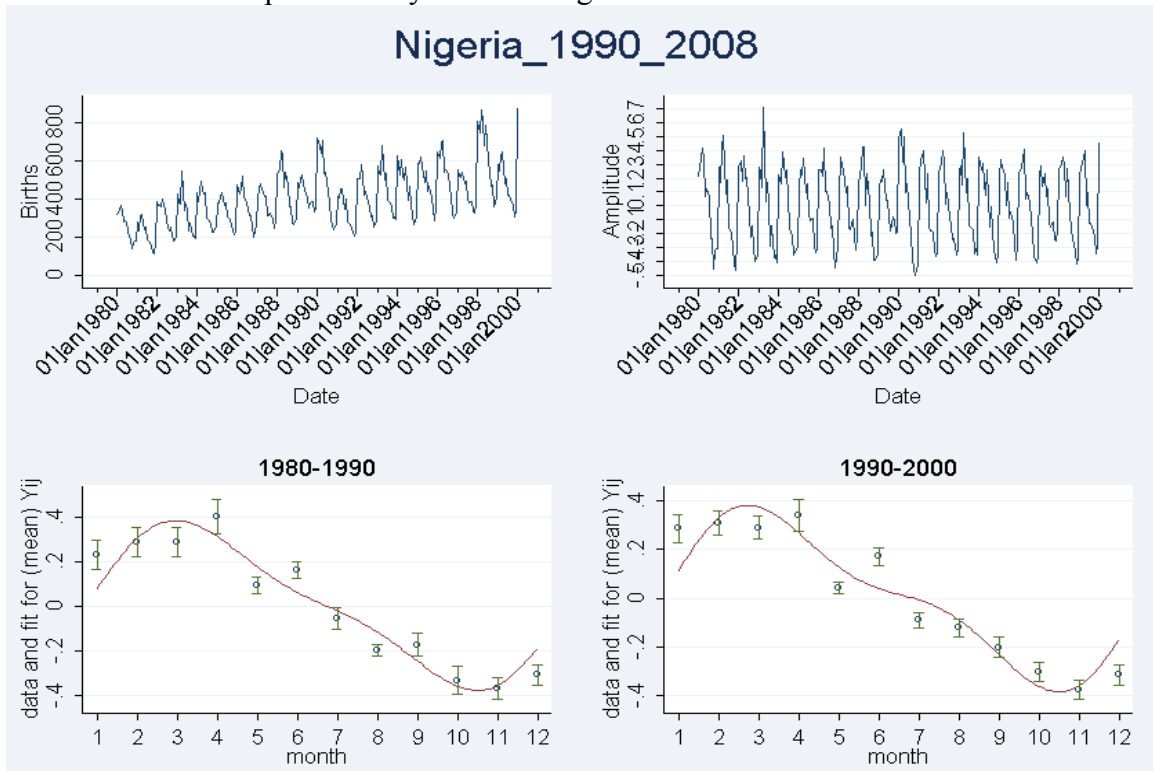 Nigeria_1990_2008
Births
0 200 400 600 800
01Jan1980 01Jan1982 01Jan1984 01Jan1986 01Jan1988 01Jan1990 01Jan1992 01Jan1994 01Jan1996 01Jan1998 01Jan2000
Date
Amplitude
01Jan1980 01Jan1982 01Jan1984 01Jan1986 01Jan1988 01Jan1990 01Jan1992 01Jan1994 01Jan1996 01Jan1998 01Jan2000
Date
1980-1990
data and fit for (mean) Yij
-.4 -.2 0 .2 .4
1 2 3 4 5 6 7 8 9 10 11 12
month
1990-2000
data and fit for (mean) Yij
-.4 -.2 0 .2 .4
1 2 3 4 5 6 7 8 9 10 11 12
month